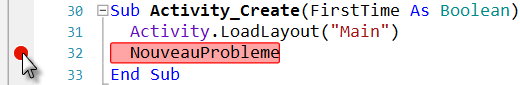 30 Sub Activity_Create(FirstTime As Boolean)
31 Activity.LoadLayout("Main")
32 NouveauProbleme
33 End Sub